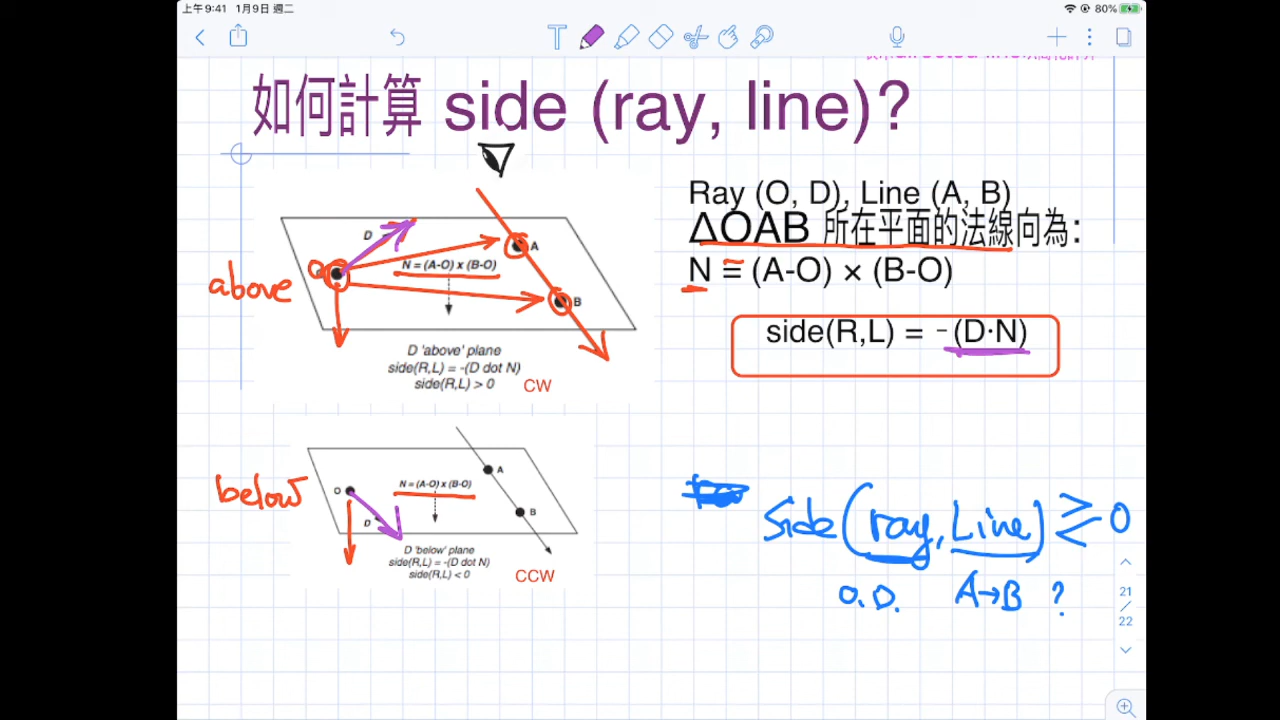 上午9:41 1月9日 週二
80%
如何計算 side (ray, line)?
Ray (O, D), Line (A, B)
ΔOAB 所在平面的法線向為:
N = (A-O) × (B-O)
side(R,L) = -(D·N)
above
O
D
A
N = (A-O) x (B-O)
B
D 'above' plane
side(R,L) = -(D dot N)
side(R,L) > 0
CW
below
O
A
N = (A-O) x (B-O)
B
D
D 'below' plane
side(R,L) = -(D dot N)
side(R,L) < 0
CCW
Side(ray, Line) ≷ 0
O.D. A→B ?
21
/
22